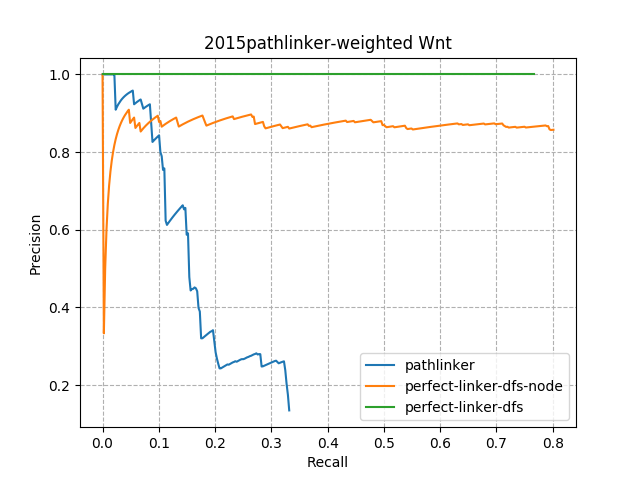 2015pathlinker-weighted Wnt
Precision
1.0
0.8
0.6
0.4
0.2
0.0 0.1 0.2 0.3 0.4 0.5 0.6 0.7 0.8
Recall
pathlinker
perfect-linker-dfs-node
perfect-linker-dfs